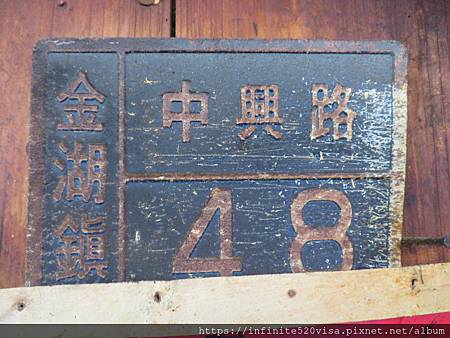 金湖鎮
中興路
48
https://infinite520visa.pixnet.net/album